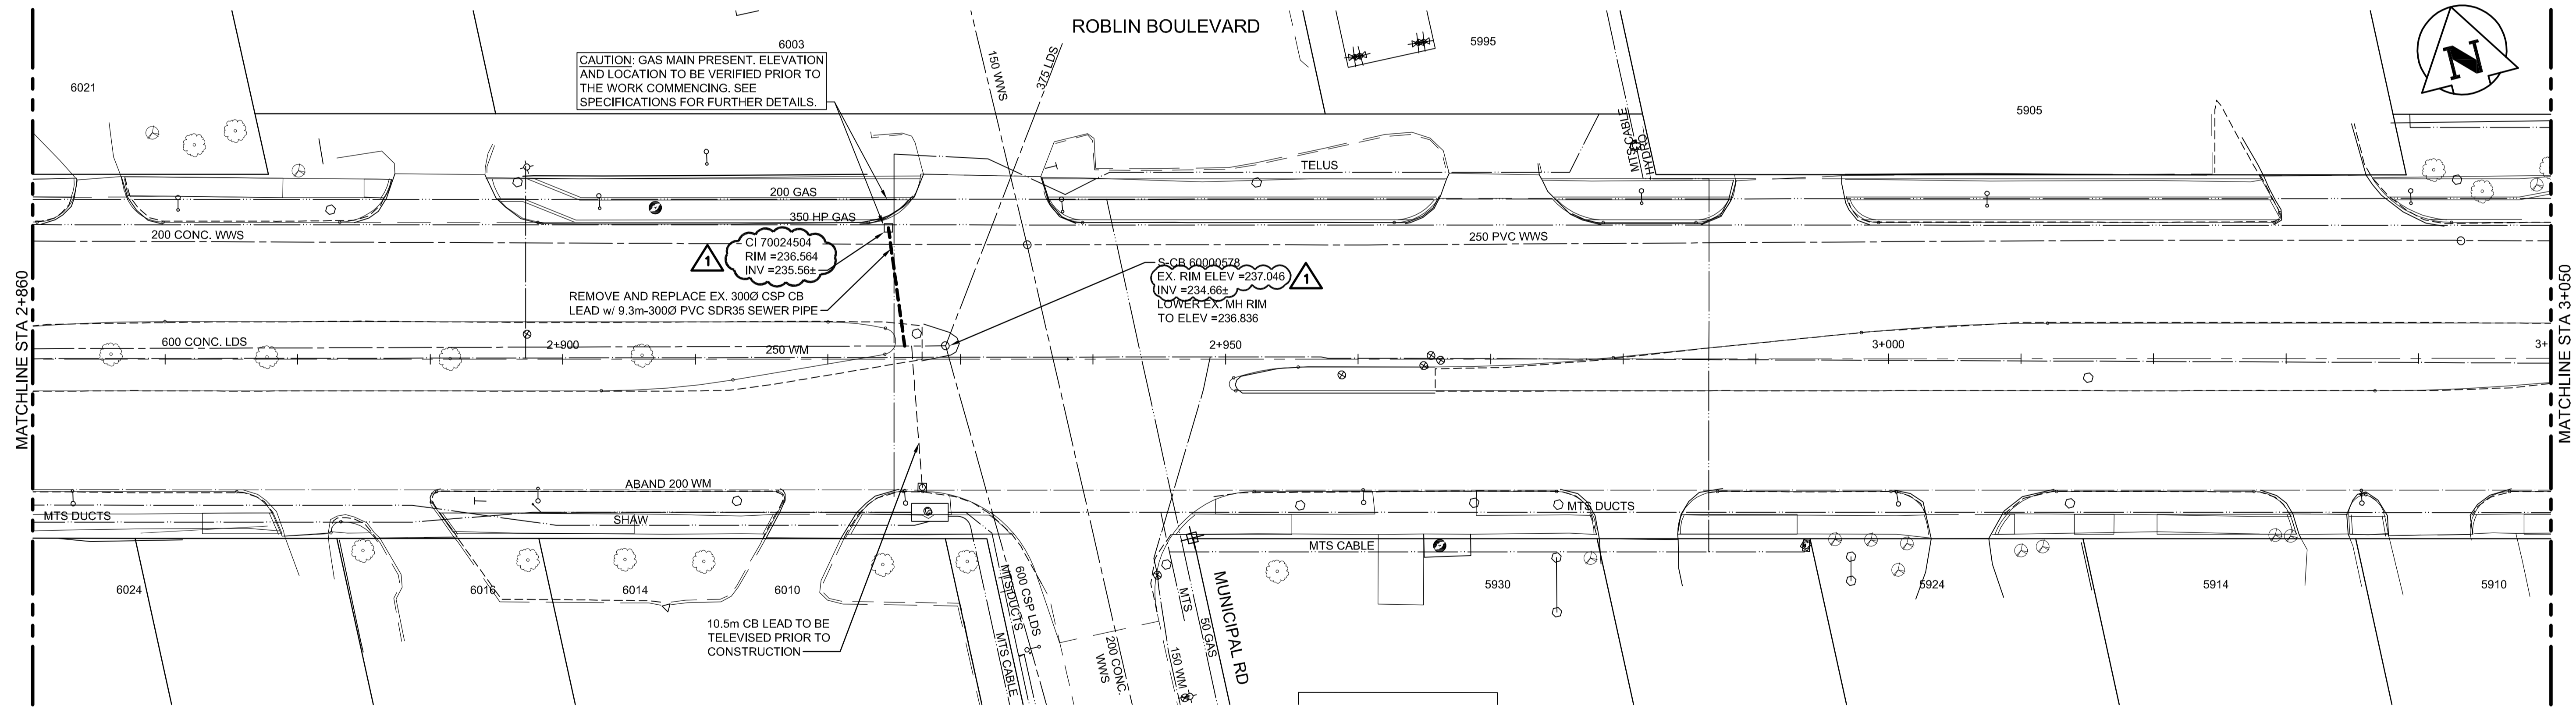 ROBLIN BOULEVARD
N
6003
CAUTION: GAS MAIN PRESENT. ELEVATION
AND LOCATION TO BE VERIFIED PRIOR TO
THE WORK COMMENCING. SEE
SPECIFICATIONS FOR FURTHER DETAILS.
6021
150 WWS
375 LDS
5995
5905
MTS CABLE
HYDRO
TELUS
200 GAS
350 HP GAS
200 CONC. WWS
250 PVC WWS
1
CI 70024504
RIM =236.564
INV =235.56±
S-CB 60000578
EX. RIM ELEV =237.046
INV =234.66±
LOWER EX. MH RIM
TO ELEV =236.836
1
REMOVE AND REPLACE EX. 300Ø CSP CB
LEAD w/ 9.3m-300Ø PVC SDR35 SEWER PIPE
MATCHLINE STA 2+860
MATCHLINE STA 3+050
600 CONC. LDS
2+900
250 WM
2+950
3+000
3+
ABAND 200 WM
MTS DUCTS
SHAW
MTS DUCTS
MTS CABLE
6024
6016
6014
6010
5930
5924
5914
5910
10.5m CB LEAD TO BE
TELEVISED PRIOR TO
CONSTRUCTION
600 CSP LDS
MTS DUCTS
MTS CABLE
200 CONC.
WWS
150 WM
MTS
50 GAS
MUNICIPAL RD